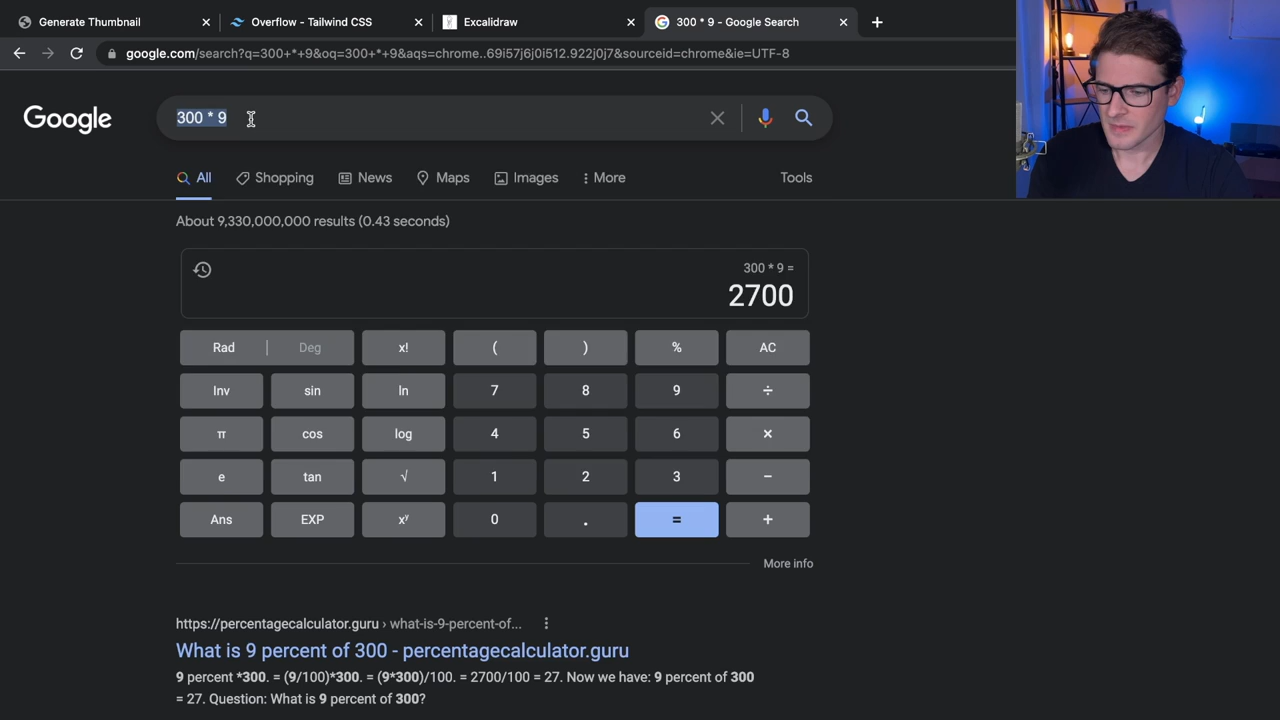 Generate Thumbnail
Overflow - Tailwind CSS
Excalidraw
300 * 9 - Google Search
google.com/search?q=300+*+9&oq=300+*+9&aqs=chrome..69i57j6j0i512.922j0j7&sourceid=chrome&ie=UTF-8
Google
300 * 9
All
Shopping
News
Maps
Images
More
Tools
About 9,330,000,000 results (0.43 seconds)
300 * 9 =
2700
Rad | Deg
x!
(
)
%
AC
Inv
sin
ln
7
8
9
÷
π
cos
log
4
5
6
×
e
tan
√
1
2
3
−
Ans
EXP
xʸ
0
.
=
+
More info
https://percentagecalculator.guru › what-is-9-percent-of...
What is 9 percent of 300 - percentagecalculator.guru
9 percent *300. = (9/100)*300. = (9*300)/100. = 2700/100 = 27. Now we have: 9 percent of 300
= 27. Question: What is 9 percent of 300?